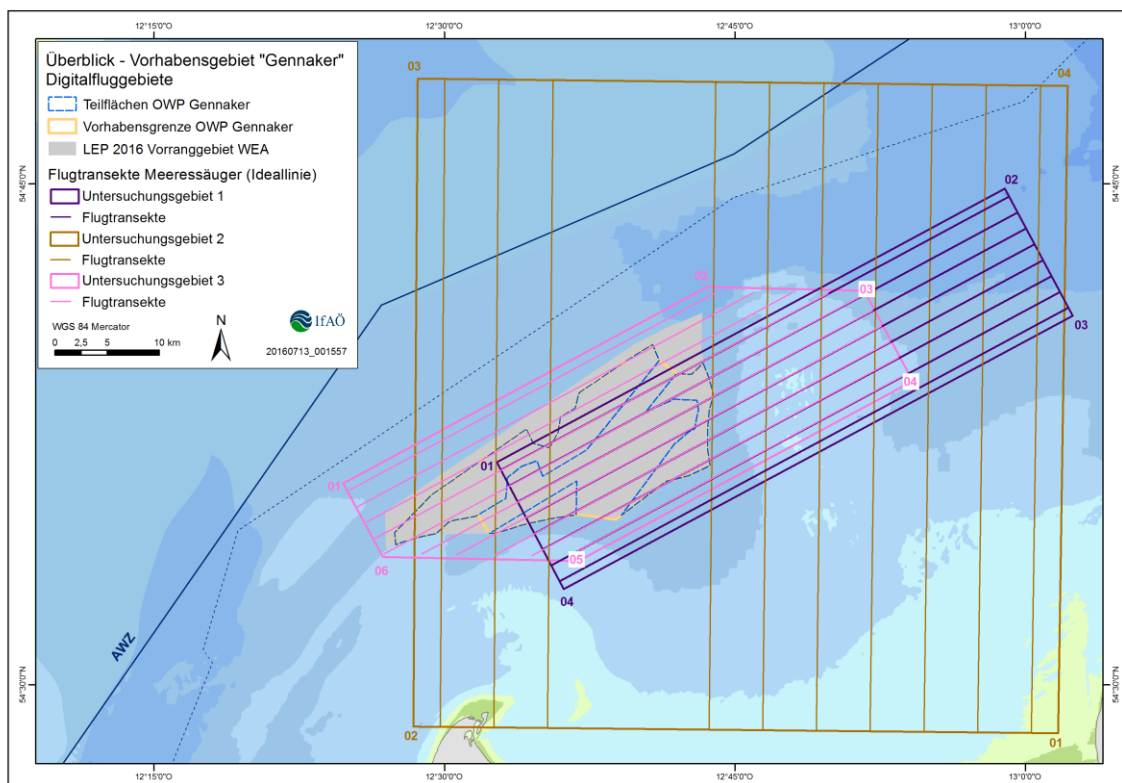 12°15'0"O
12°30'0"O
12°45'0"O
13°0'0"O
Überblick - Vorhabensgebiet "Gennaker"
Digitalfluggebiete
Teilflächen OWP Gennaker
Vorhabensgrenze OWP Gennaker
LEP 2016 Vorranggebiet WEA
Flugtransekte Meeressäuger (Ideallinie)
Untersuchungsgebiet 1
Flugtransekte
Untersuchungsgebiet 2
Flugtransekte
Untersuchungsgebiet 3
Flugtransekte
WGS 84 Mercator
0 2,5 5 10 km
N
IfAÖ
20160713_001557
03
04
54°45'0"N
54°45'0"N
02
02
03
03
04
01
01
05
06
04
AWZ
54°30'0"N
54°30'0"N
02
01
12°15'0"O
12°30'0"O
12°45'0"O
13°0'0"O